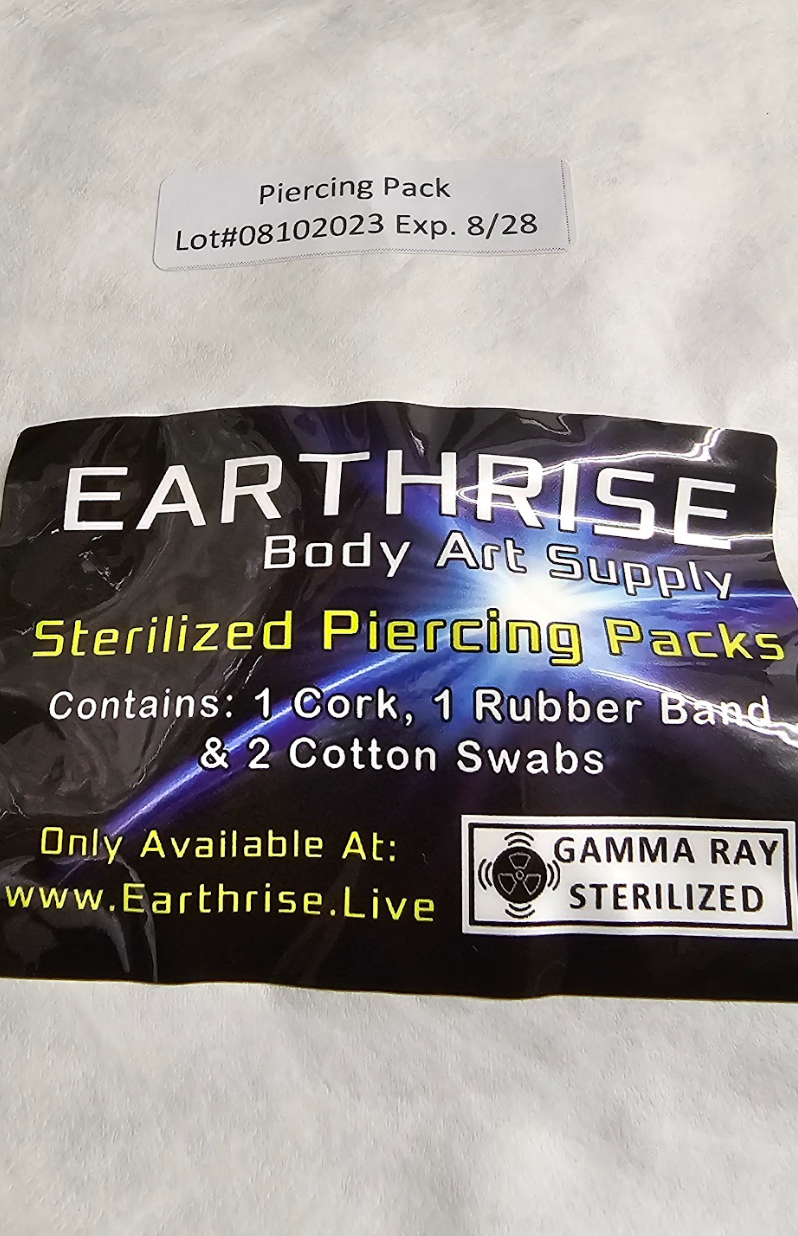 Piercing Pack
Lot#08102023 Exp. 8/28
EARTHRISE
Body Art Supply
Sterilized Piercing Packs
Contains: 1 Cork, 1 Rubber Band
& 2 Cotton Swabs
Only Available At:
www.Earthrise.Live
GAMMA RAY
STERILIZED